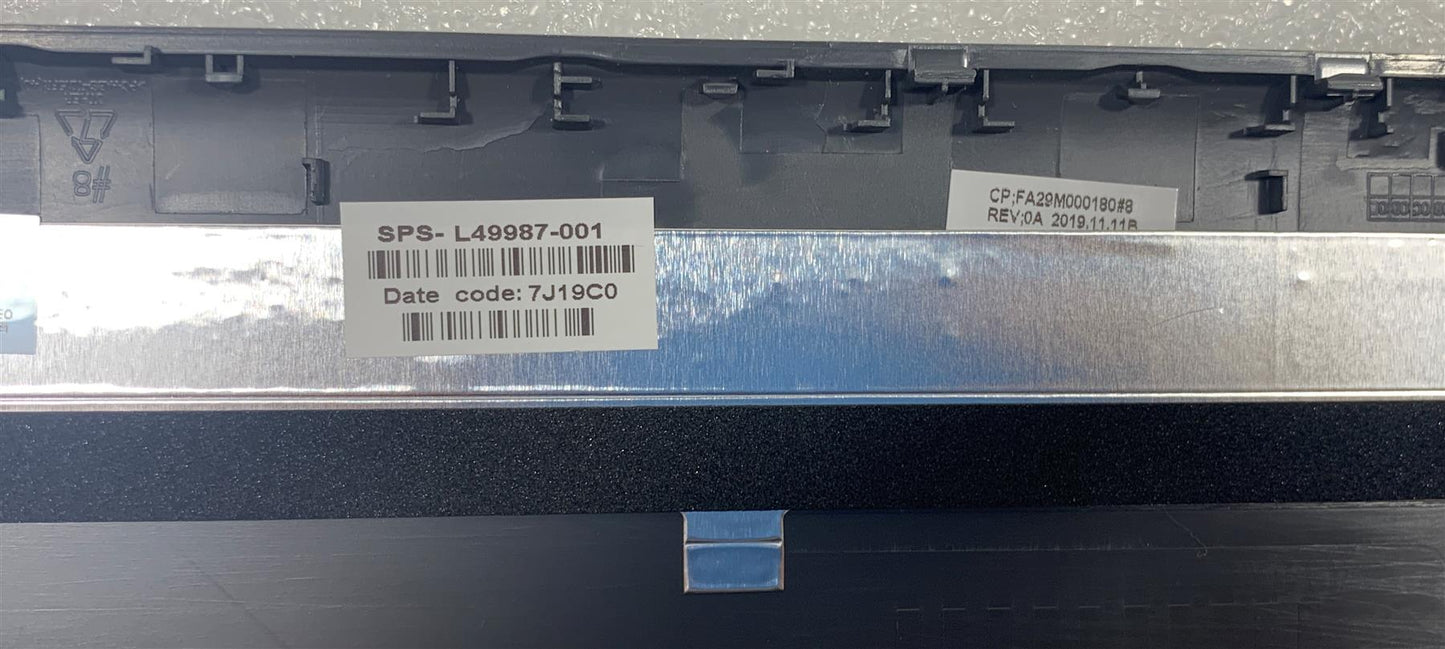 #8
SPS- L49987-001
Date code: 7J19C0
CP;FA29M000180#8
REV;0A 2019.11.11B